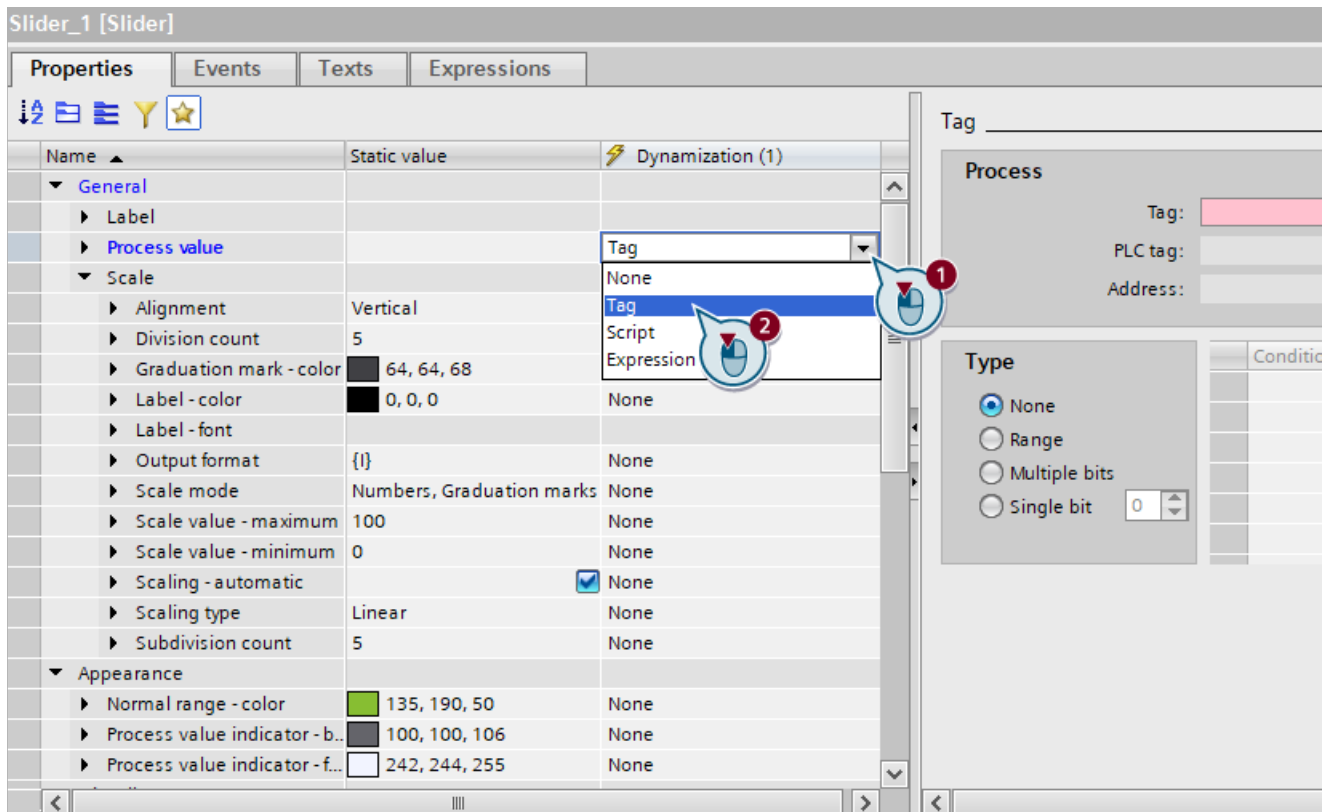 Slider_1 [Slider]
Properties Events Texts Expressions
Name Static value Dynamization (1)
General
Label
Process value Tag
None
Tag
Script
Expression
Scale
Alignment Vertical
Division count 5
Graduation mark - color 64, 64, 68
Label - color 0, 0, 0 None
Label - font
Output format {I} None
Scale mode Numbers, Graduation marks None
Scale value - maximum 100 None
Scale value - minimum 0 None
Scaling - automatic None
Scaling type Linear None
Subdivision count 5 None
Appearance
Normal range - color 135, 190, 50 None
Process value indicator - b... 100, 100, 106 None
Process value indicator - f... 242, 244, 255 None
1
2
Tag
Process
Tag:
PLC tag:
Address:
Type
None
Range
Multiple bits
Single bit 0
Conditio